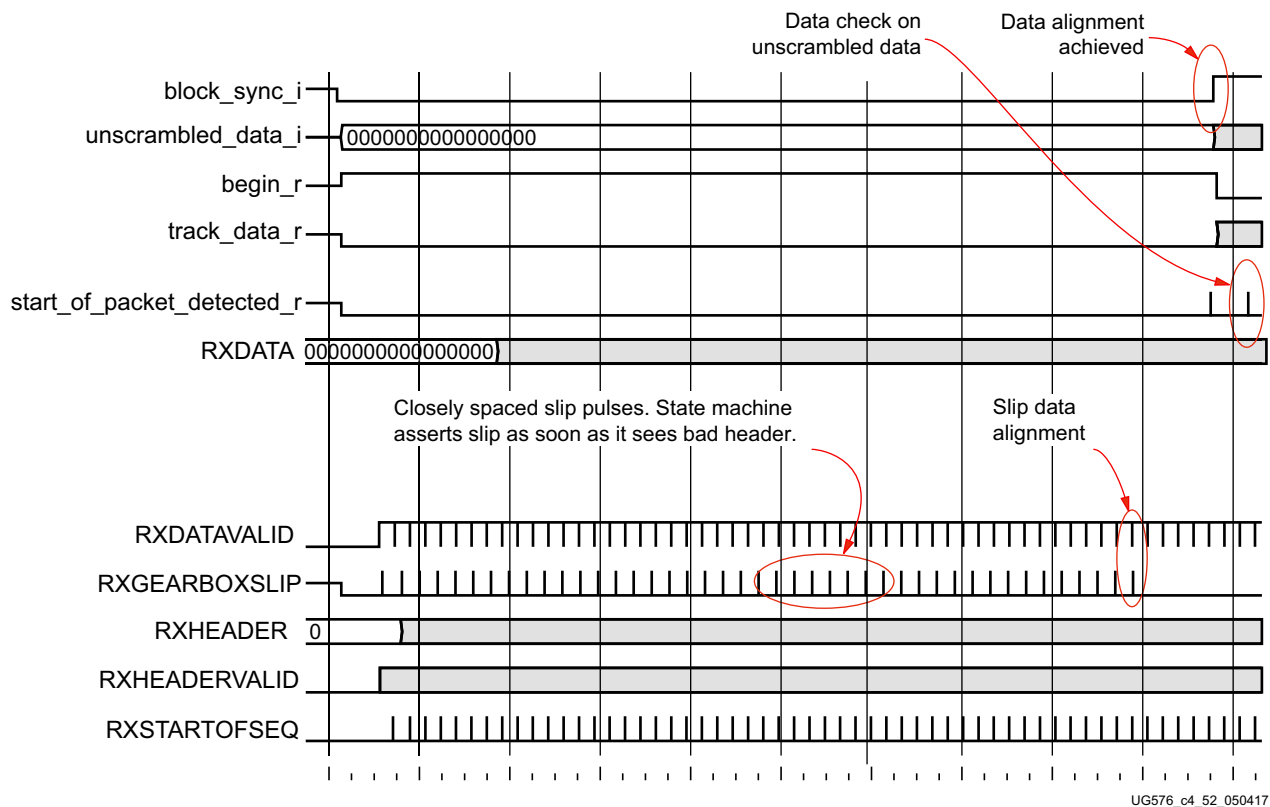 Data check on
unscrambled data
Data alignment
achieved
block_sync_i
unscrambled_data_i
0000000000000000
begin_r
track_data_r
start_of_packet_detected_r
RXDATA
0000000000000000
Closely spaced slip pulses. State machine
asserts slip as soon as it sees bad header.
Slip data
alignment
RXDATAVALID
RXGEARBOXSLIP
RXHEADER
0
RXHEADERVALID
RXSTARTOFSEQ
UG576_c4_52_050417